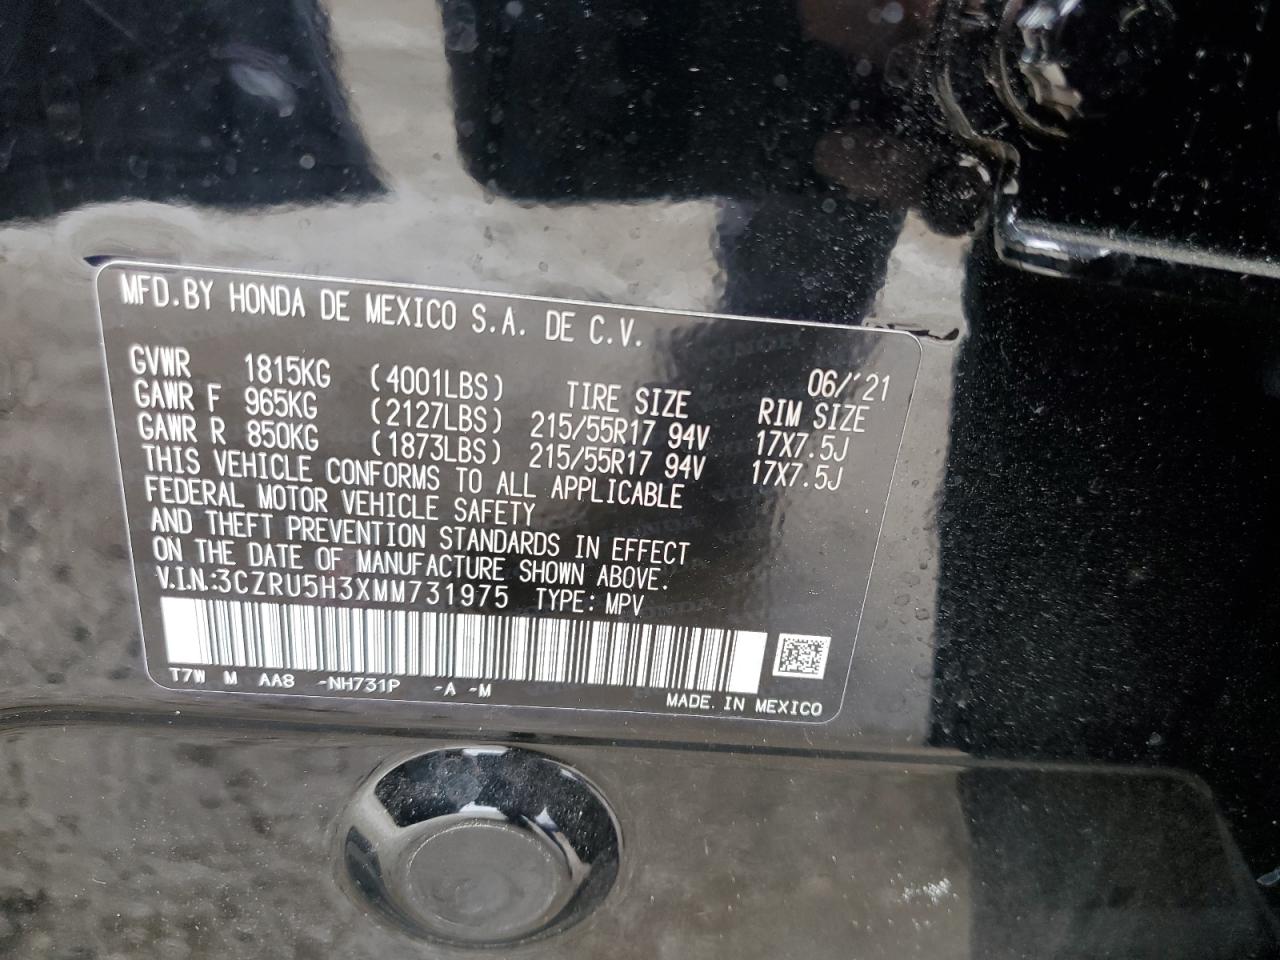 MFD.BY HONDA DE MEXICO S.A. DE C.V.
06/'21
GVWR 1815KG (4001LBS) TIRE SIZE RIM SIZE
GAWR F 965KG (2127LBS) 215/55R17 94V 17X7.5J
GAWR R 850KG (1873LBS) 215/55R17 94V 17X7.5J
THIS VEHICLE CONFORMS TO ALL APPLICABLE
FEDERAL MOTOR VEHICLE SAFETY
AND THEFT PREVENTION STANDARDS IN EFFECT
ON THE DATE OF MANUFACTURE SHOWN ABOVE.
V.I.N.:3CZRU5H3XMM731975 TYPE: MPV
T7W M AA8 -NH731P -A -M
MADE IN MEXICO